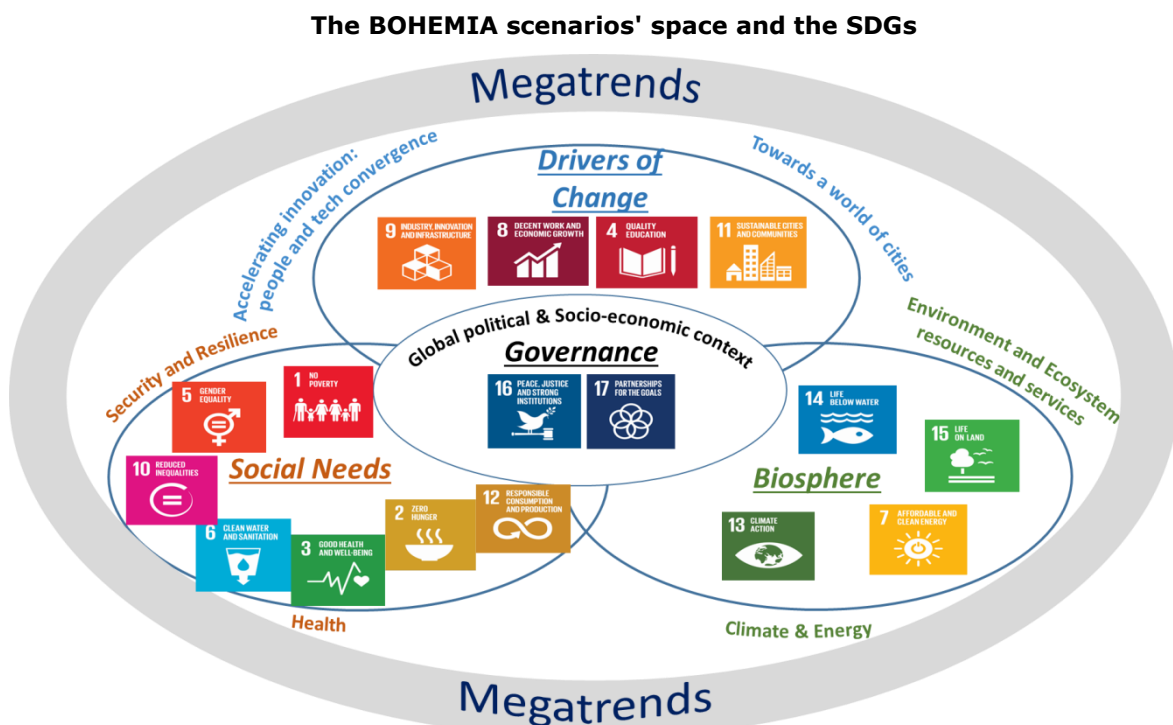 The BOHEMIA scenarios' space and the SDGs
Megatrends
Accelerating innovation:
people and tech convergence
Drivers of
Change
Towards a world of cities
9 INDUSTRY, INNOVATION
AND INFRASTRUCTURE
8 DECENT WORK AND
ECONOMIC GROWTH
4 QUALITY
EDUCATION
11 SUSTAINABLE CITIES
AND COMMUNITIES
Global political & Socio-economic context
Governance
16 PEACE, JUSTICE
AND STRONG
INSTITUTIONS
17 PARTNERSHIPS
FOR THE GOALS
Security and Resilience
5 GENDER
EQUALITY
1 NO
POVERTY
10 REDUCED
INEQUALITIES
Social Needs
6 CLEAN WATER
AND SANITATION
3 GOOD HEALTH
AND WELL-BEING
2 ZERO
HUNGER
12 RESPONSIBLE
CONSUMPTION
AND PRODUCTION
Health
Environment and Ecosystem
resources and services
14 LIFE
BELOW WATER
15 LIFE
ON LAND
Biosphere
13 CLIMATE
ACTION
7 AFFORDABLE AND
CLEAN ENERGY
Climate & Energy
Megatrends